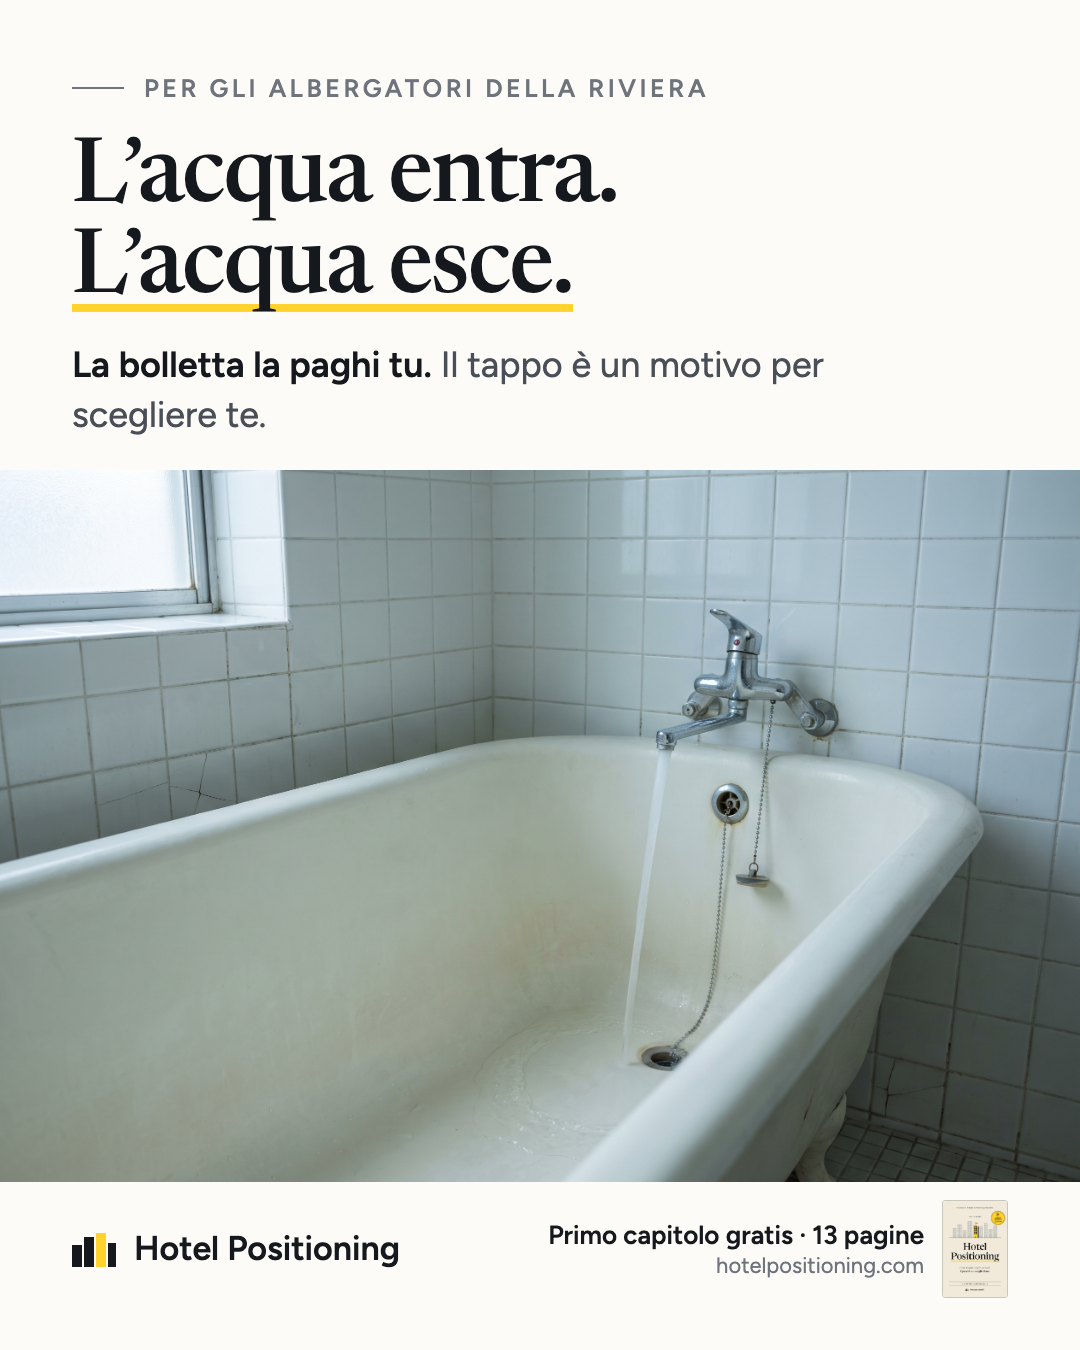 PER GLI ALBERGATORI DELLA RIVIERA
L’acqua entra.
L’acqua esce.
La bolletta la paghi tu. Il tappo è un motivo per
scegliere te.
Hotel Positioning
Primo capitolo gratis · 13 pagine
hotelpositioning.com
Hotel
Positioning